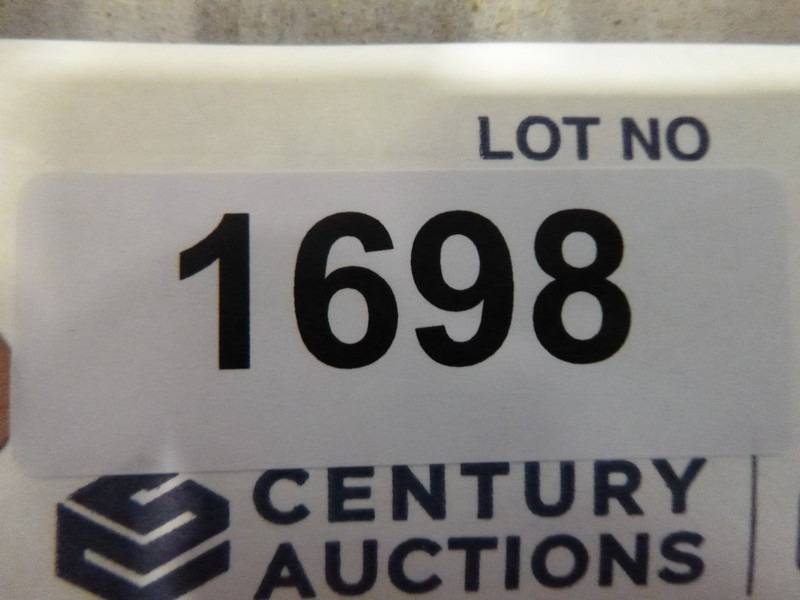 LOT NO
1698
CENTURY
AUCTIONS